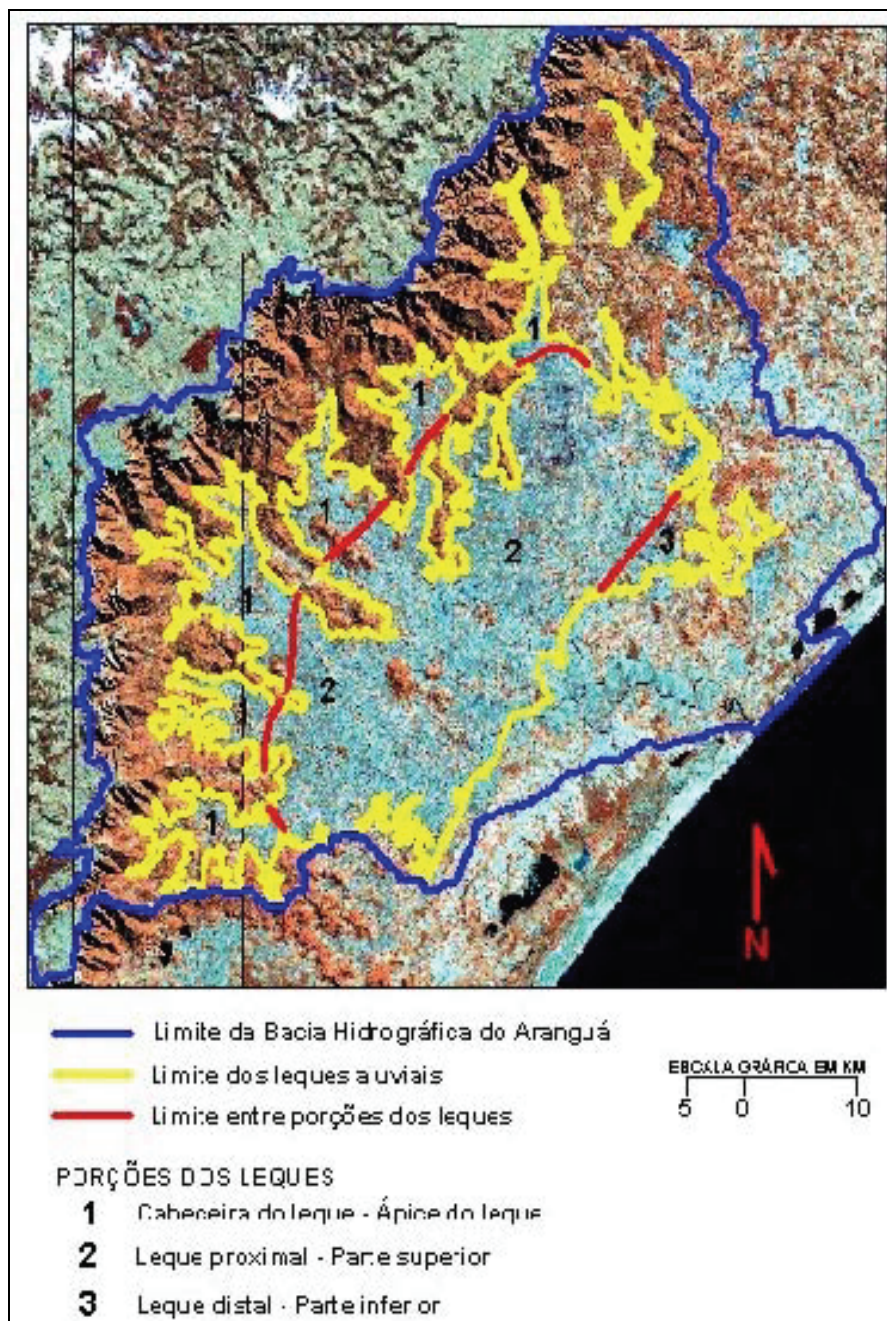 1
1
1
2
3
1
2
1
N
Limite da Bacia Hidrográfica do Aranguá
Limite dos leques aluviais
Limite entre porções dos leques
ESCALA GRÁFICA EM KM
5 0 10
PORÇÕES DOS LEQUES
1 Cabeceira do leque - Ápice do leque
2 Leque proximal - Parte superior
3 Leque distal - Parte inferior